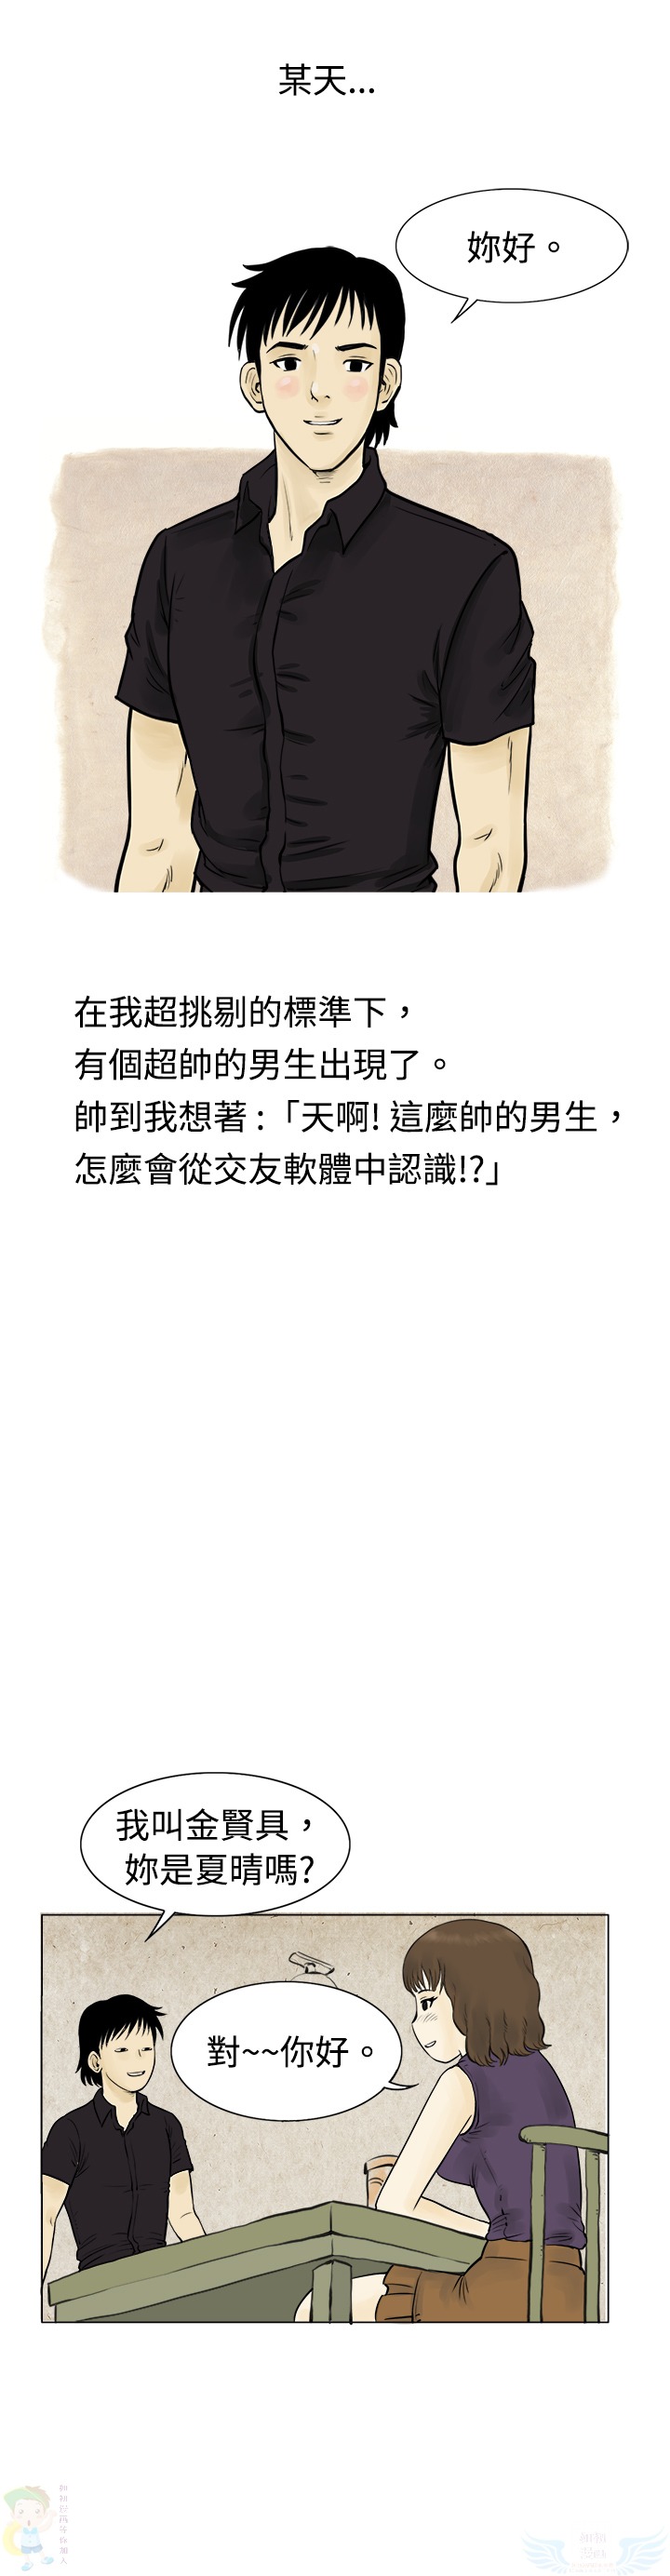 某天...
妳好。
在我超挑剔的標準下，
有個超帥的男生出現了。
帥到我想著:「天啊! 這麼帥的男生，
怎麼會從交友軟體中認識!?」
我叫金賢具，
妳是夏晴嗎?
對~~你好。